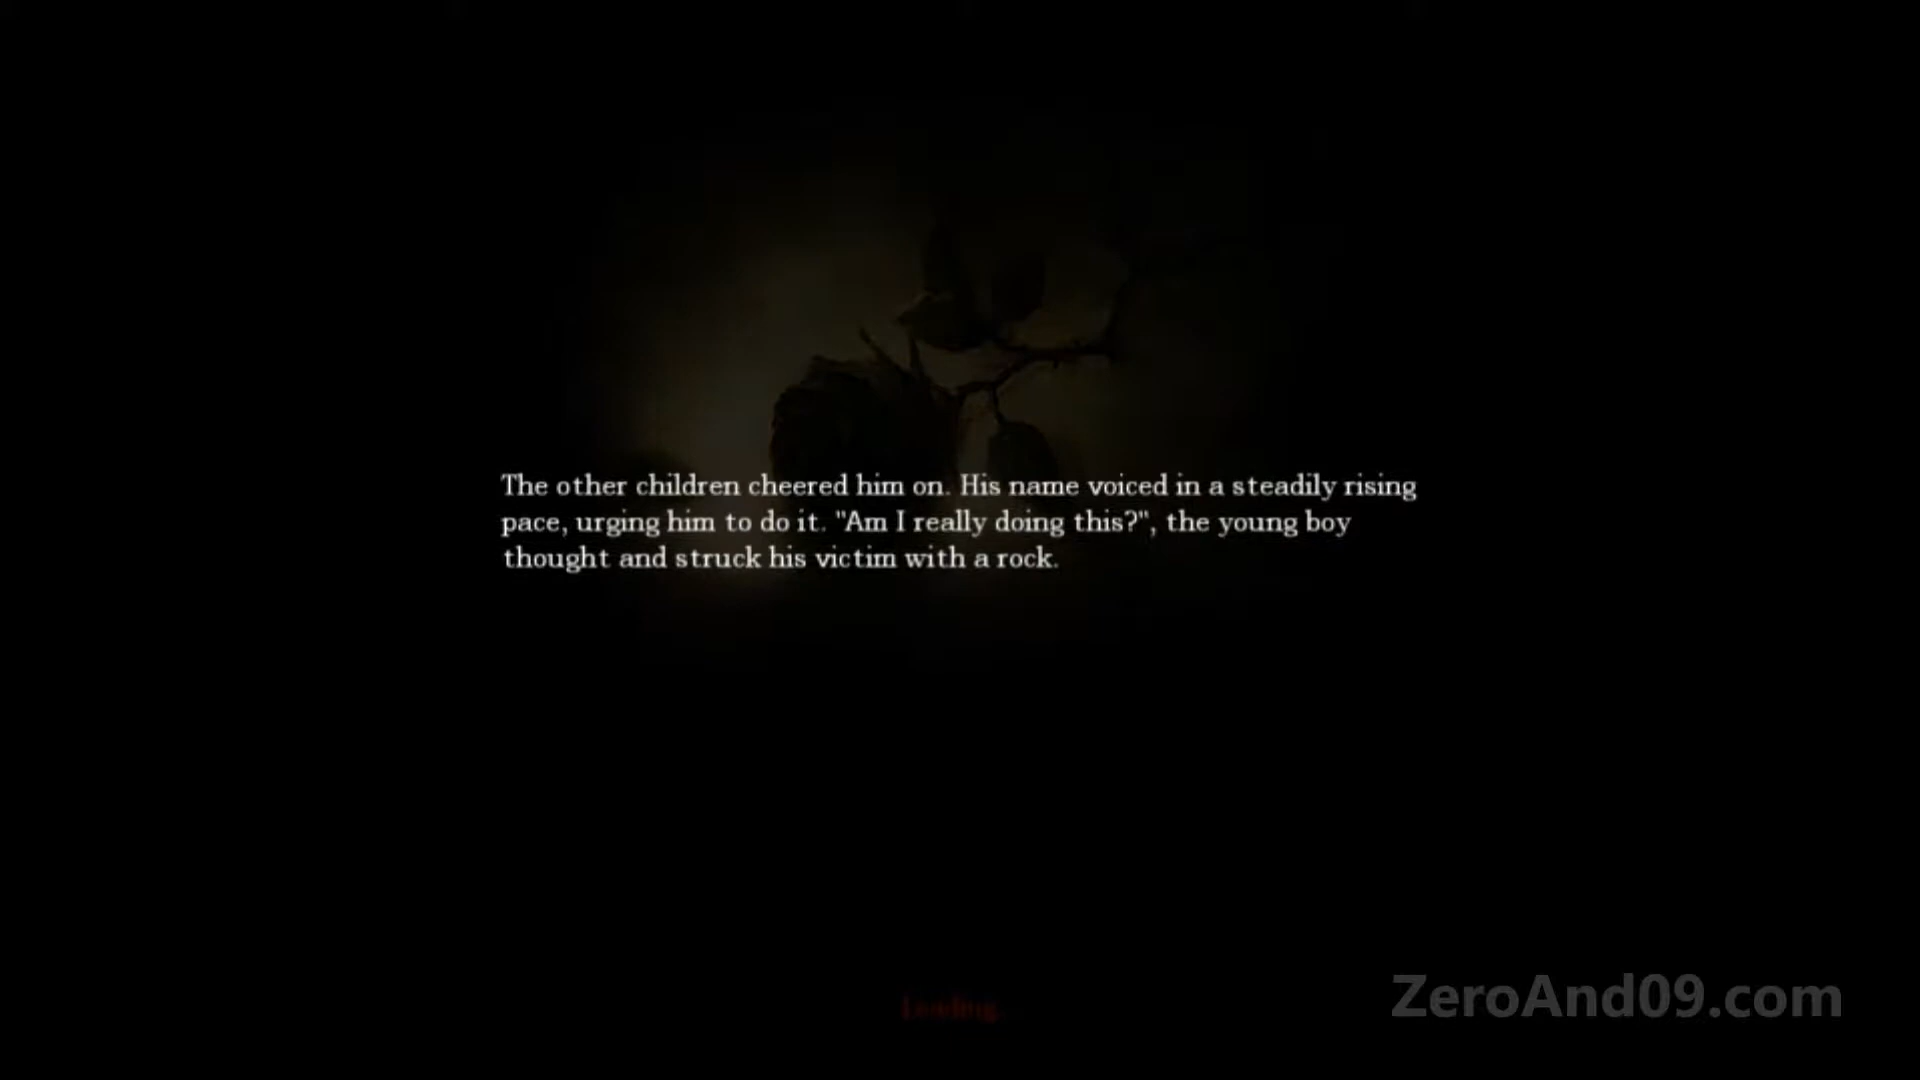 The other children cheered him on. His name voiced in a steadily rising
pace, urging him to do it. "Am I really doing this?", the young boy
thought and struck his victim with a rock.
Loading...
ZeroAnd09.com